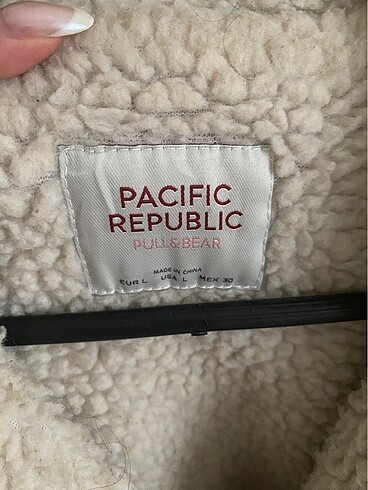 PACIFIC
REPUBLIC
PULL&BEAR
MADE IN CHINA
EUR L USA L MEX 30